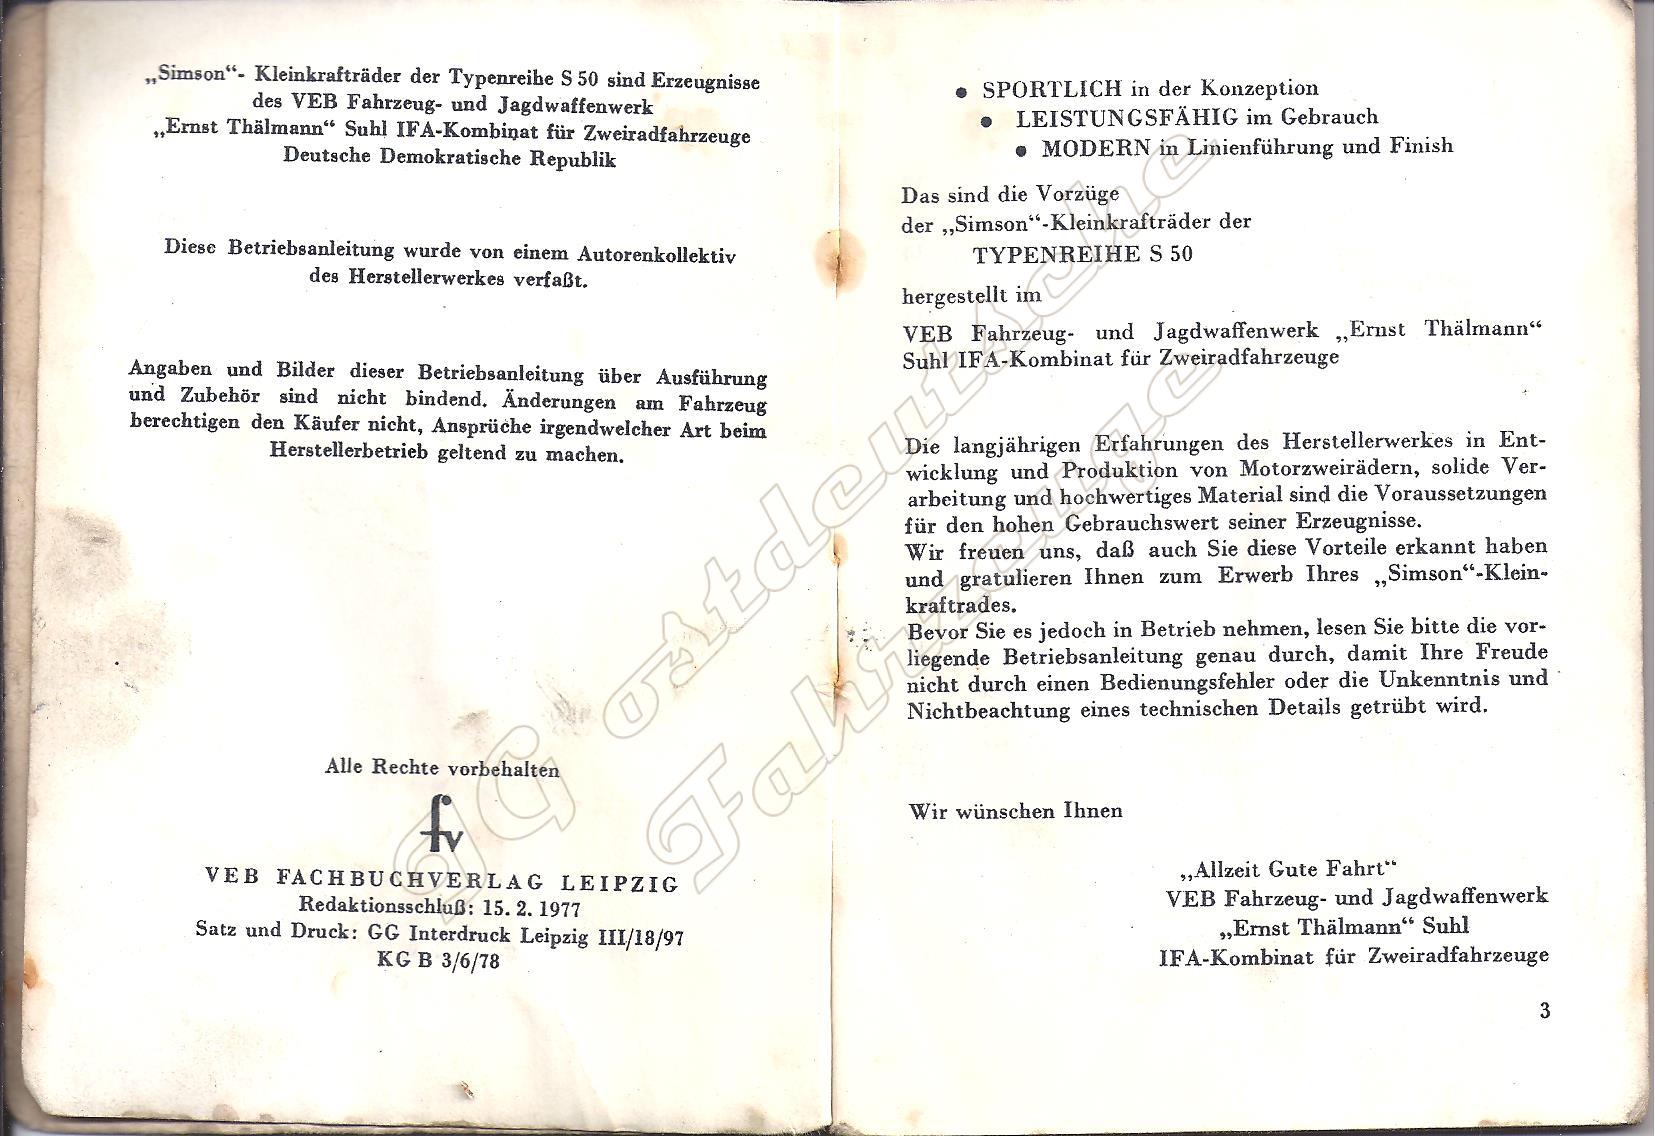 „Simson“- Kleinkrafträder der Typenreihe S 50 sind Erzeugnisse
des VEB Fahrzeug- und Jagdwaffenwerk
„Ernst Thälmann“ Suhl IFA-Kombinat für Zweiradfahrzeuge
Deutsche Demokratische Republik
Diese Betriebsanleitung wurde von einem Autorenkollektiv
des Herstellerwerkes verfaßt.
Angaben und Bilder dieser Betriebsanleitung über Ausführung
und Zubehör sind nicht bindend. Änderungen am Fahrzeug
berechtigen den Käufer nicht, Ansprüche irgendwelcher Art beim
Herstellerbetrieb geltend zu machen.
Alle Rechte vorbehalten
fv
VEB FACHBUCHVERLAG LEIPZIG
Redaktionsschluß: 15. 2. 1977
Satz und Druck: GG Interdruck Leipzig III/18/97
KG B 3/6/78
• SPORTLICH in der Konzeption
• LEISTUNGSFÄHIG im Gebrauch
• MODERN in Linienführung und Finish
Das sind die Vorzüge
der „Simson“-Kleinkrafträder der
TYPENREIHE S 50
hergestellt im
VEB Fahrzeug- und Jagdwaffenwerk „Ernst Thälmann“
Suhl IFA-Kombinat für Zweiradfahrzeuge
Die langjährigen Erfahrungen des Herstellerwerkes in Ent-
wicklung und Produktion von Motorzweirädern, solide Ver-
arbeitung und hochwertiges Material sind die Voraussetzungen
für den hohen Gebrauchswert seiner Erzeugnisse.
Wir freuen uns, daß auch Sie diese Vorteile erkannt haben
und gratulieren Ihnen zum Erwerb Ihres „Simson“-Klein-
kraftrades.
Bevor Sie es jedoch in Betrieb nehmen, lesen Sie bitte die vor-
liegende Betriebsanleitung genau durch, damit Ihre Freude
nicht durch einen Bedienungsfehler oder die Unkenntnis und
Nichtbeachtung eines technischen Details getrübt wird.
Wir wünschen Ihnen
„Allzeit Gute Fahrt“
VEB Fahrzeug- und Jagdwaffenwerk
„Ernst Thälmann“ Suhl
IFA-Kombinat für Zweiradfahrzeuge
3
IG ostdeutsche
Fahrzeuge